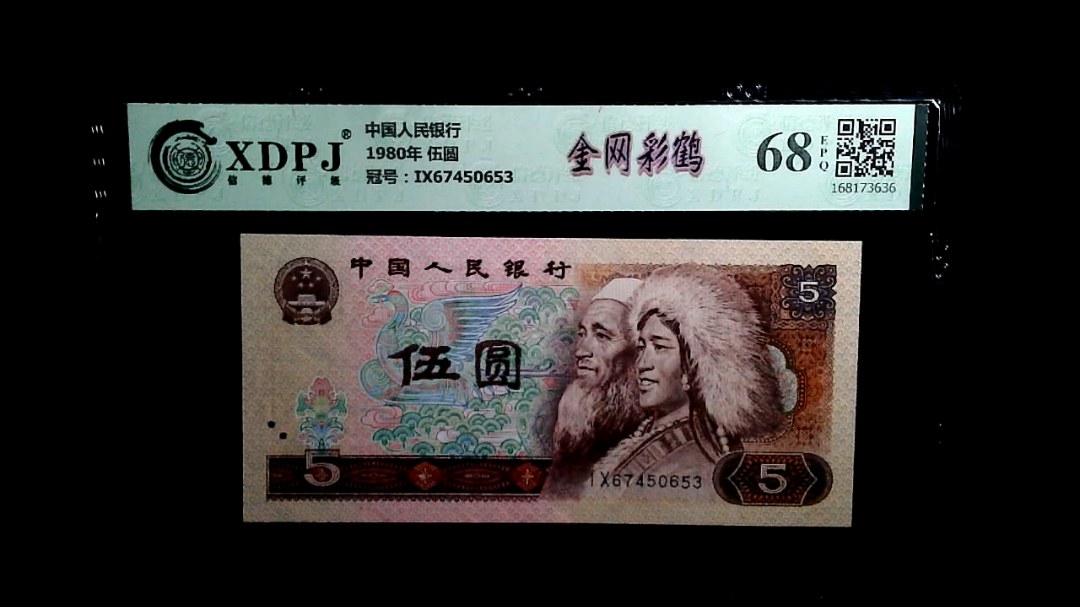 XDPJ®
信德评级
中国人民银行
1980年 伍圆
冠号：IX67450653
金网彩鹤
68
EPQ
168173636
中国人民银行
5
伍圆
5
IX67450653
5